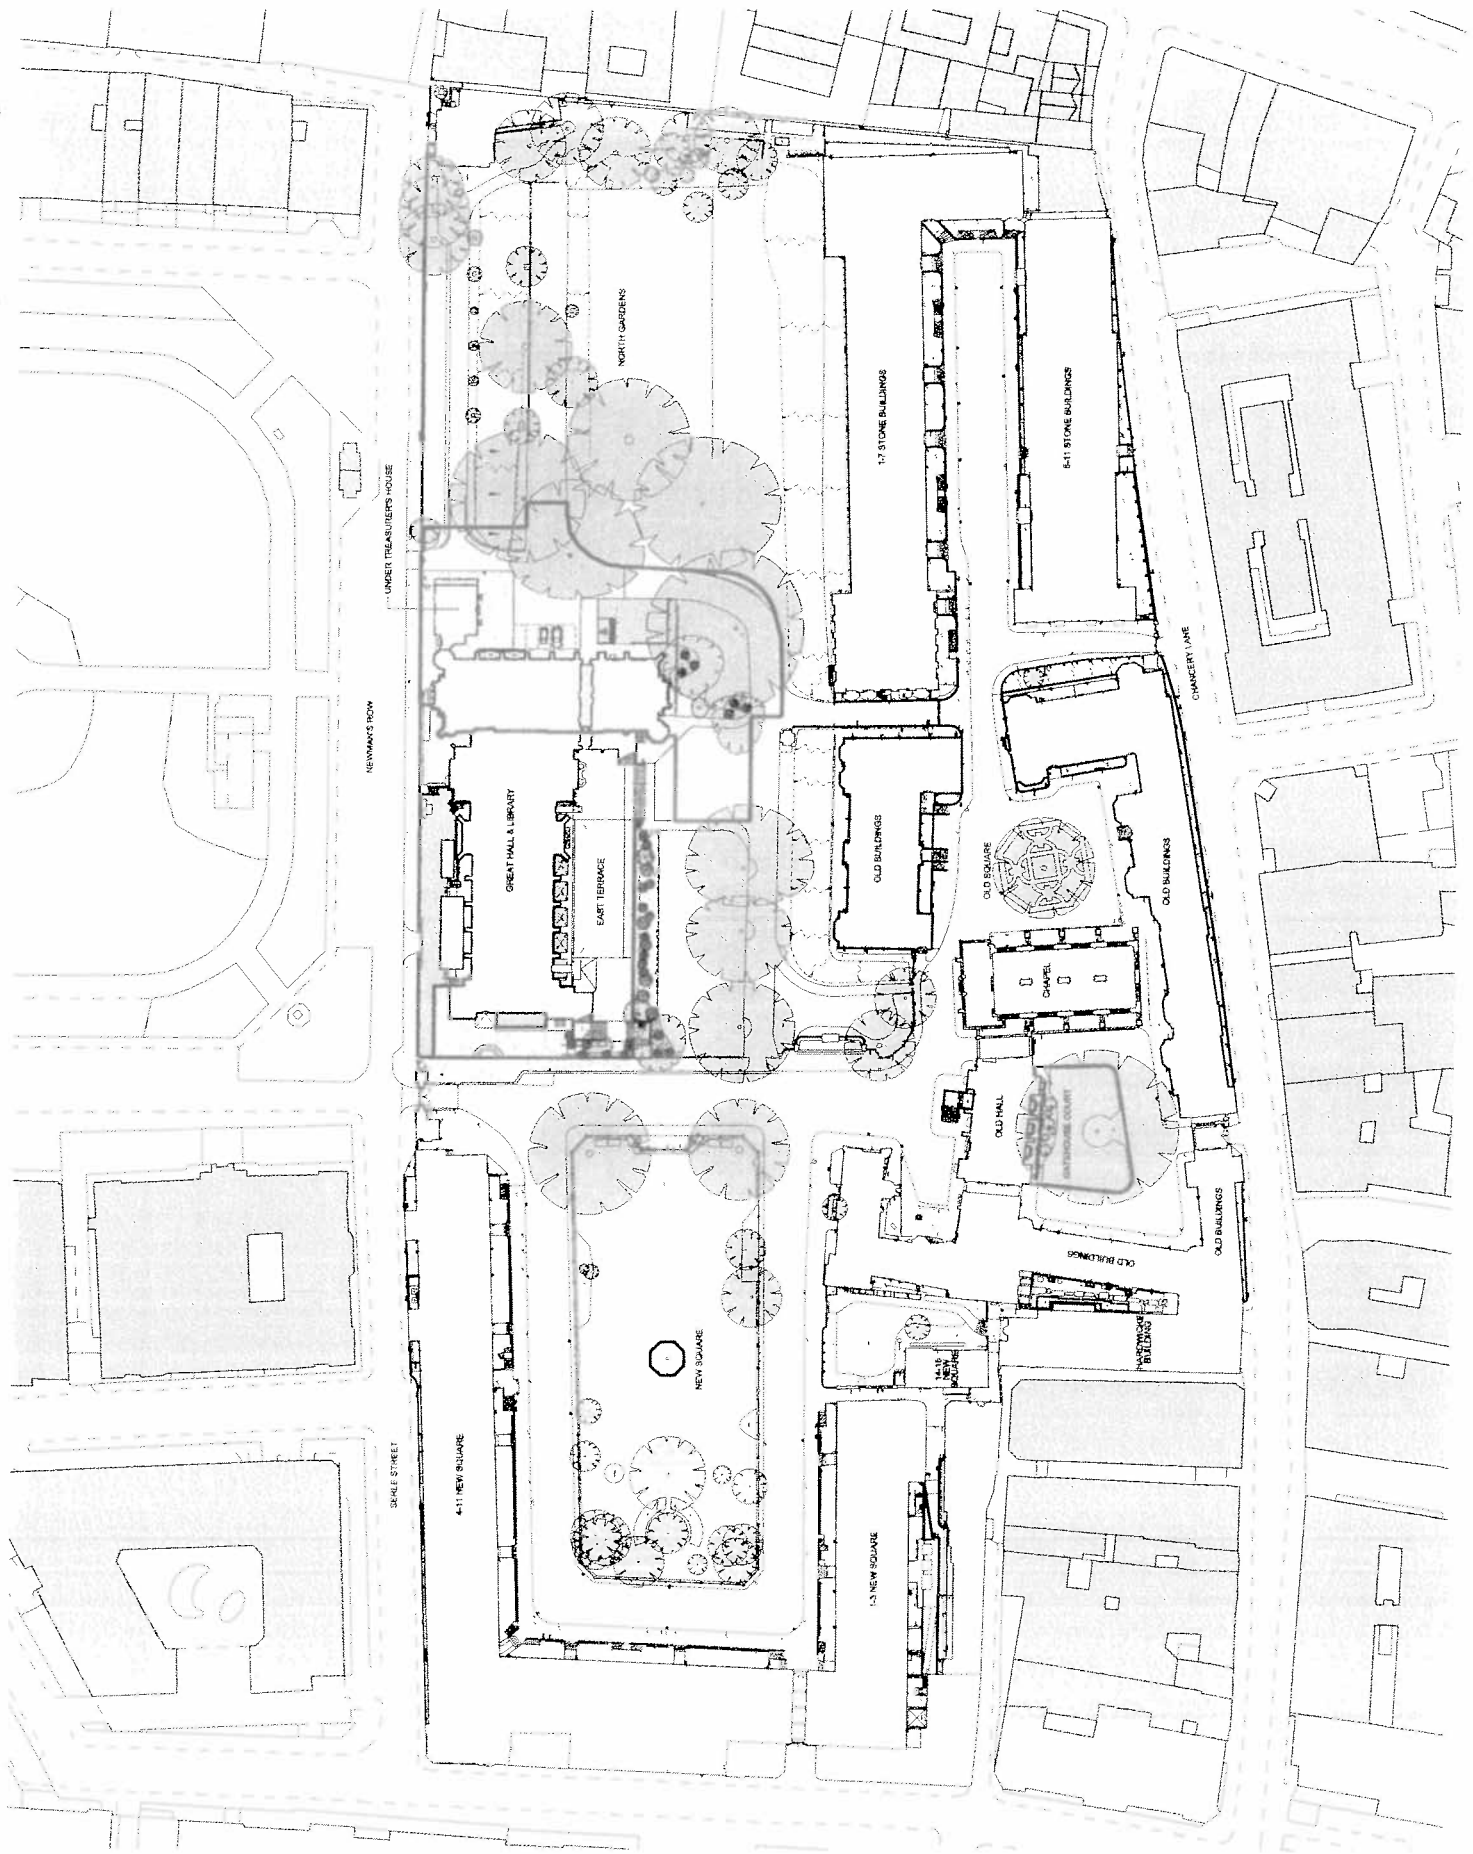 NORTH GARDENS
1-7 STONE BUILDINGS
8-11 STONE BUILDINGS
UNDER TREASURER'S HOUSE
CHANCERY LANE
NEWMAN'S ROW
GREAT HALL & LIBRARY
EAST TERRACE
OLD BUILDINGS
OLD SQUARE
OLD BUILDINGS
CHAPEL
OLD HALL
GATEHOUSE COURT
OLD BUILDINGS
OLD BUILDINGS
HARDWICKE
BUILDING
14-15
NEW
SQUARE
NEW SQUARE
SERLE STREET
4-11 NEW SQUARE
1-3 NEW SQUARE